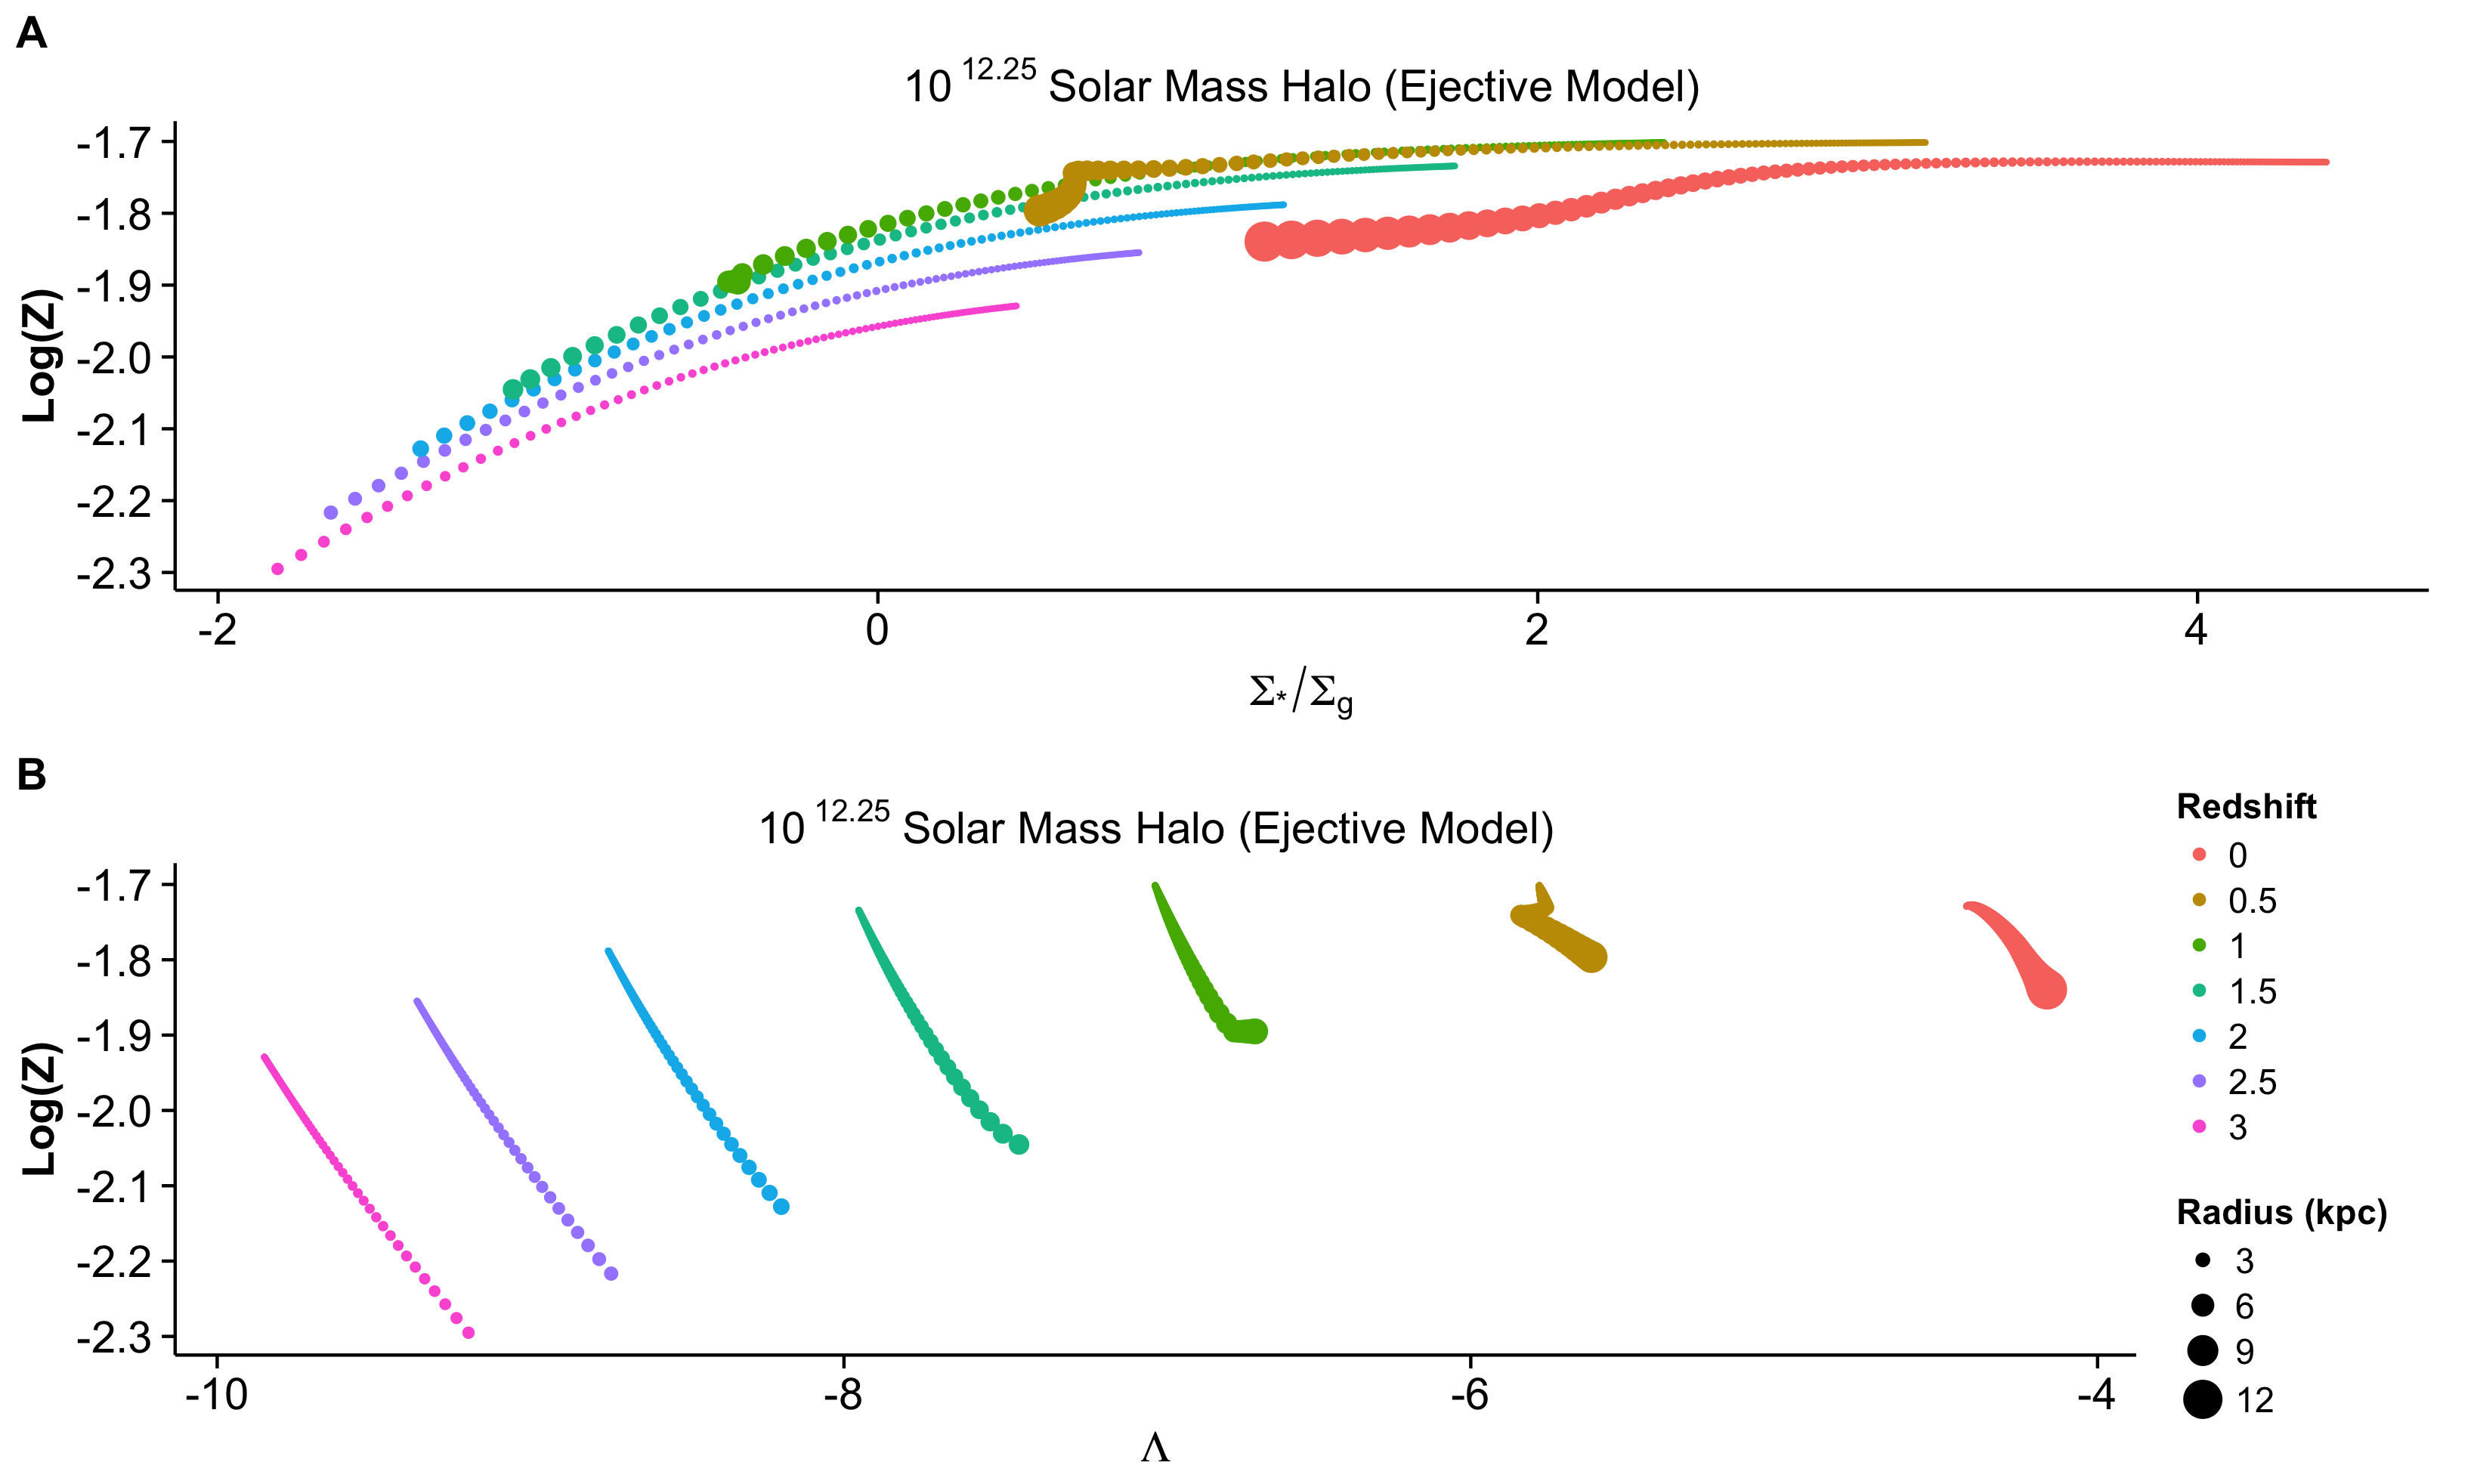 A
10 12.25 Solar Mass Halo (Ejective Model)
-1.7
-1.8
-1.9
-2.0
-2.1
-2.2
-2.3
Log(Z)
-2 0 2 4
Σ*/Σg
B
10 12.25 Solar Mass Halo (Ejective Model)
-1.7
-1.8
-1.9
-2.0
-2.1
-2.2
-2.3
Log(Z)
-10 -8 -6 -4
Λ
Redshift
0
0.5
1
1.5
2
2.5
3
Radius (kpc)
3
6
9
12